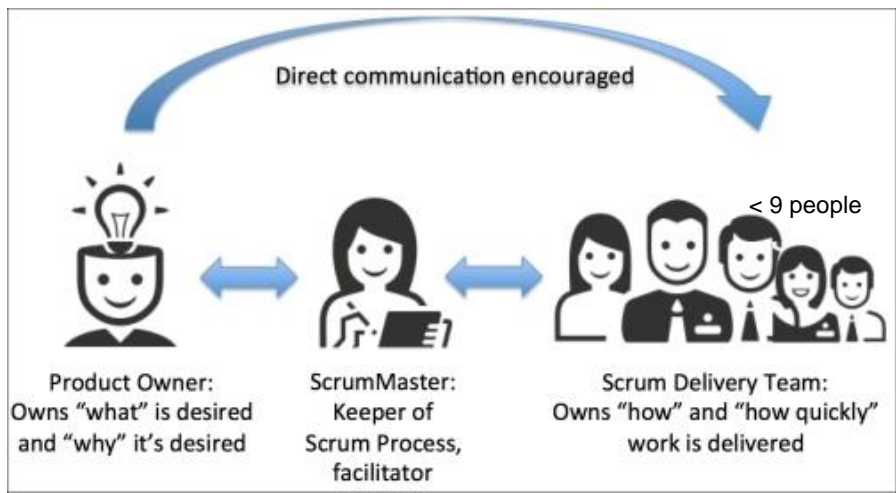 Direct communication encouraged
< 9 people
Product Owner:
Owns “what” is desired
and “why” it’s desired
ScrumMaster:
Keeper of
Scrum Process,
facilitator
Scrum Delivery Team:
Owns “how” and “how quickly”
work is delivered